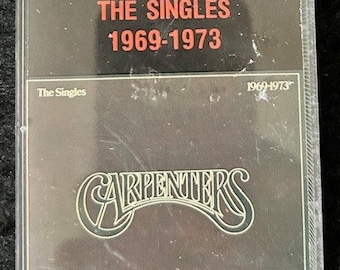 THE SINGLES
1969-1973
The Singles 1969-1973
CARPENTERS